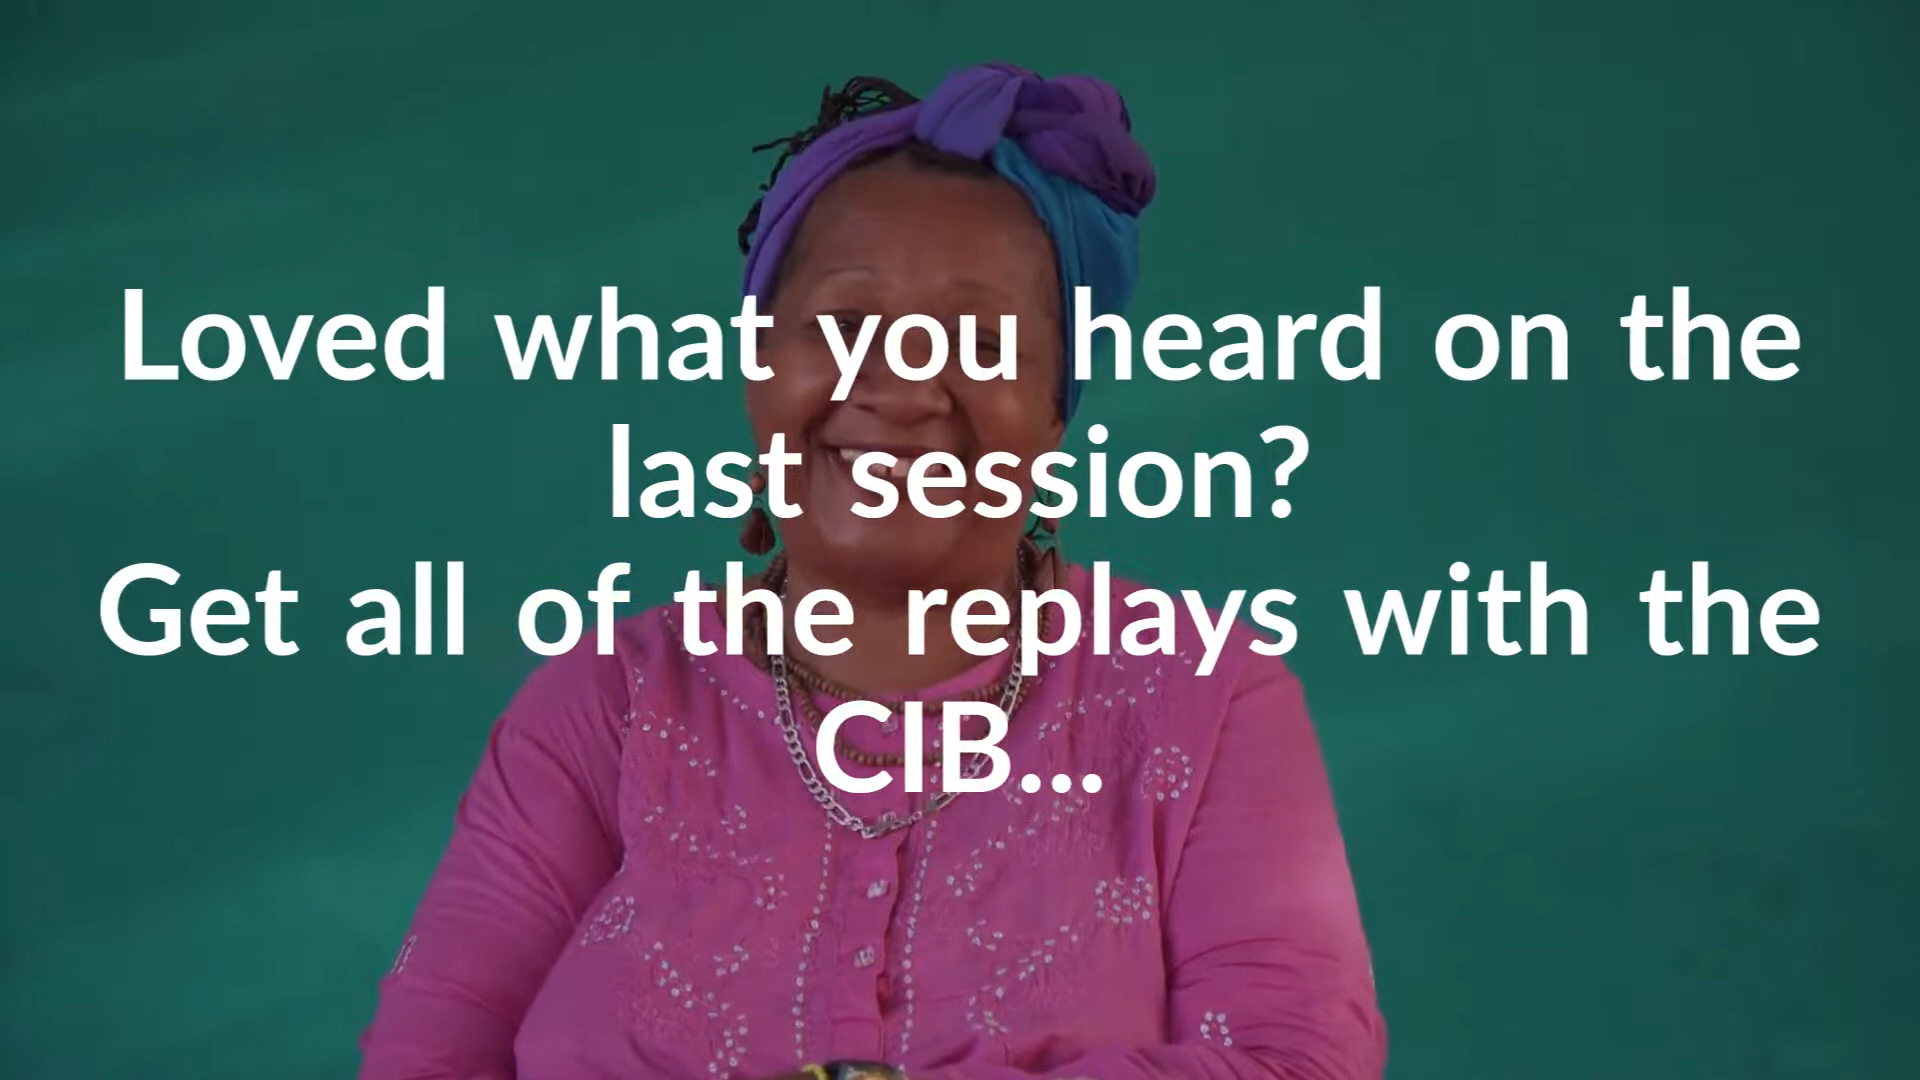 Loved what you heard on the
last session?
Get all of the replays with the
CIB...